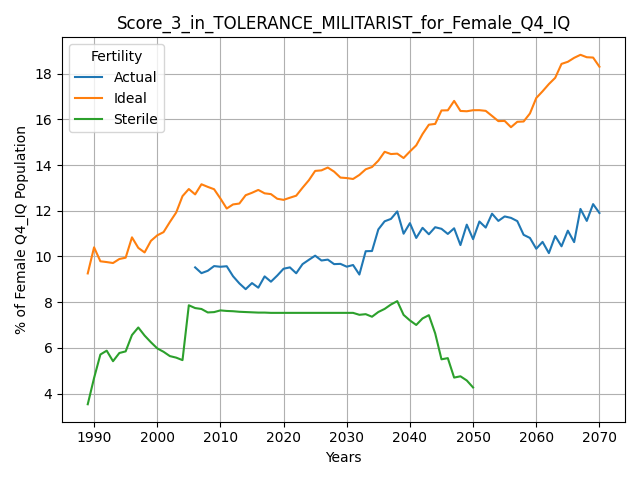 Score_3_in_TOLERANCE_MILITARIST_for_Female_Q4_IQ
Fertility
Actual
Ideal
Sterile
% of Female Q4_IQ Population
18
16
14
12
10
8
6
4
1990 2000 2010 2020 2030 2040 2050 2060 2070
Years